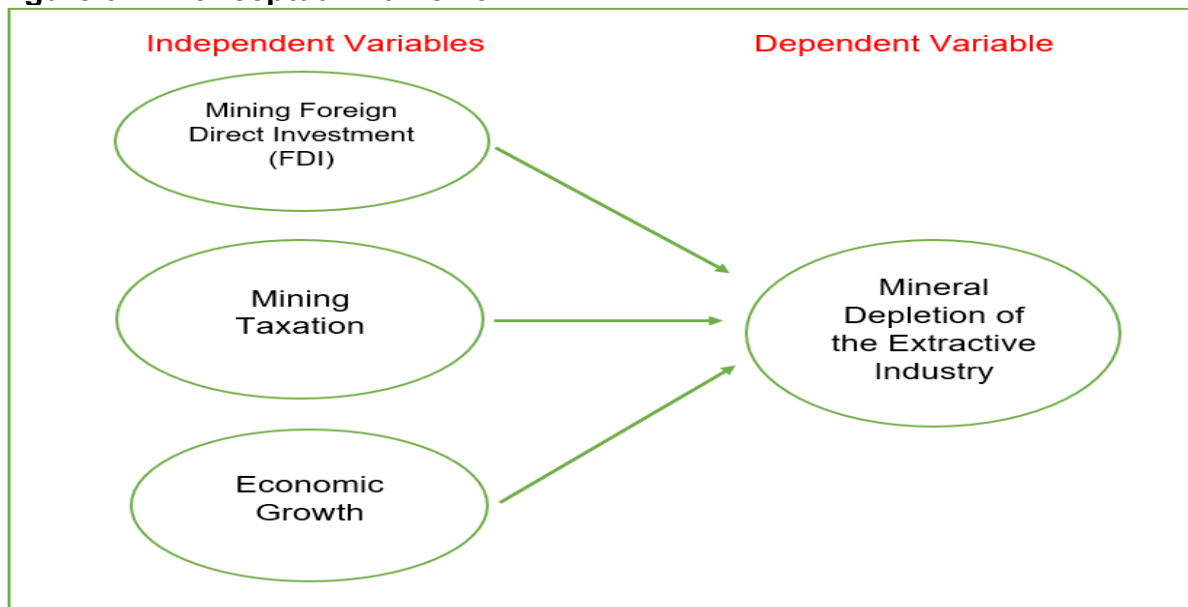 Independent Variables
Dependent Variable
Mining Foreign
Direct Investment
(FDI)
Mining
Taxation
Economic
Growth
Mineral
Depletion of
the Extractive
Industry